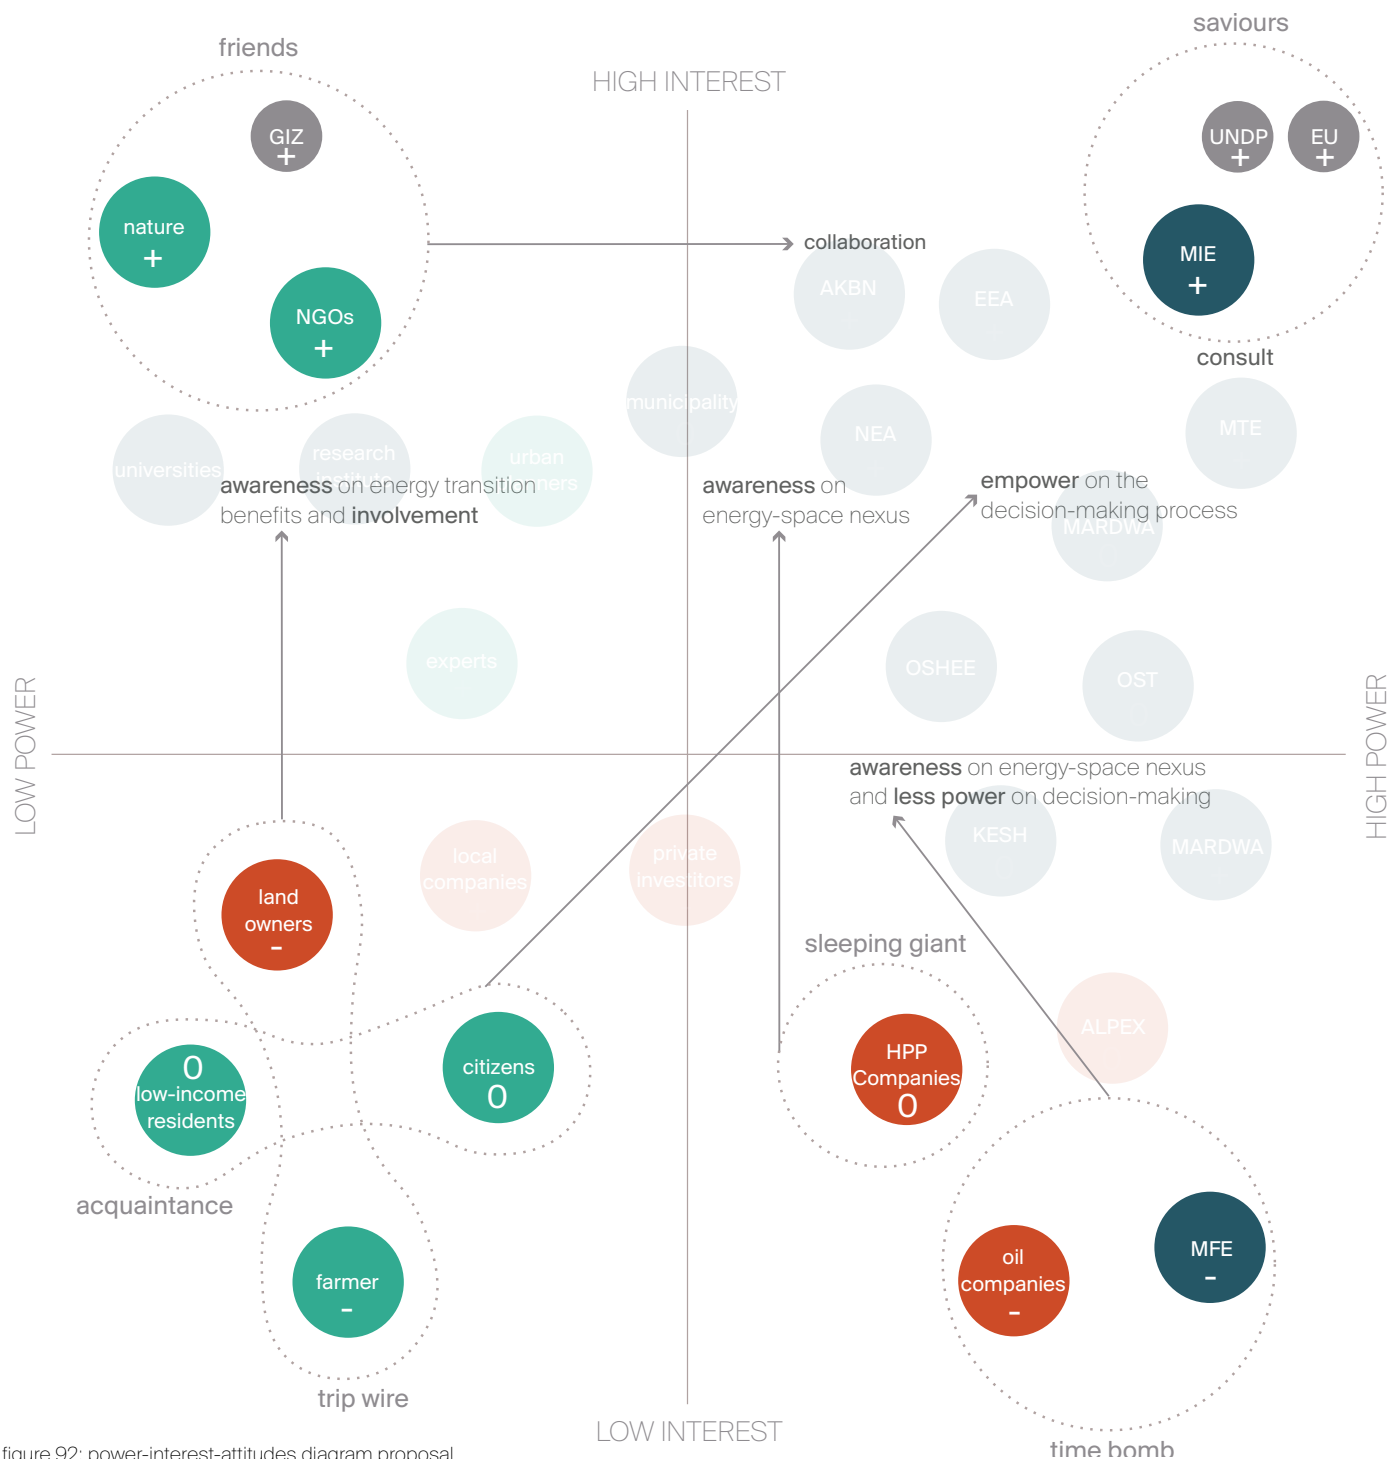 saviours
friends
HIGH INTEREST
GIZ
+
UNDP
+
EU
+
nature
+
collaboration
MIE
+
AKBN
EEA
NGOs
+
consult
municipality
universities
research
institute
urban
planners
NEA
MTE
awareness on energy transition
benefits and involvement
awareness on
energy-space nexus
empower on the
decision-making process
MARDWA
experts
OSHEE
OST
LOW POWER
HIGH POWER
awareness on energy-space nexus
and less power on decision-making
local
companies
private
investitors
KESH
MARDWA
land
owners
-
sleeping giant
ALPEX
HPP
Companies
0
0
low-income
residents
citizens
0
acquaintance
farmer
-
oil
companies
-
MFE
-
trip wire
LOW INTEREST
time bomb
figure 92: power-interest-attitudes diagram proposal